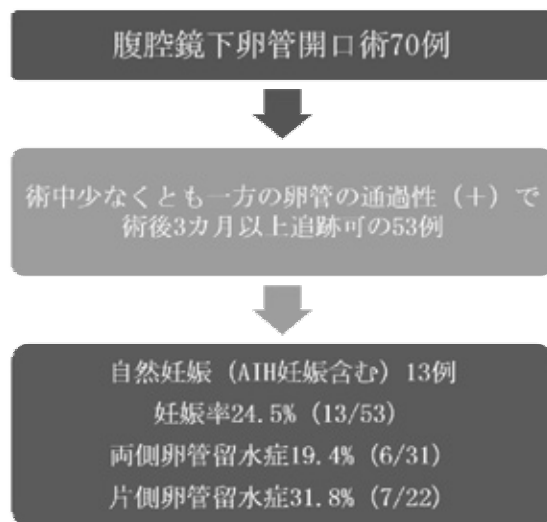 腹腔鏡下卵管開口術70例
術中少なくとも一方の卵管の通過性（＋）で
術後3カ月以上追跡可の53例
自然妊娠（AIH妊娠含む）13例
妊娠率24.5%（13/53）
両側卵管留水症19.4%（6/31）
片側卵管留水症31.8%（7/22）